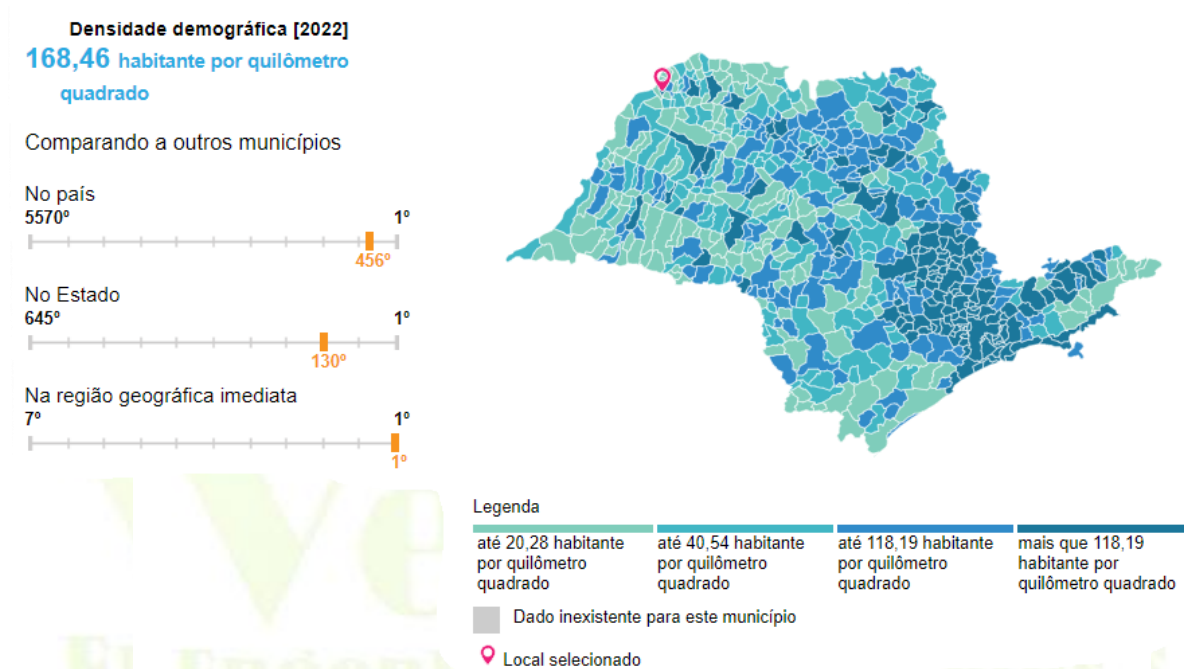 Densidade demográfica [2022]
168,46 habitante por quilômetro
quadrado
Comparando a outros municípios
No país
5570º 1º
456º
No Estado
645º 1º
130º
Na região geográfica imediata
7º 1º
1º
Legenda
até 20,28 habitante
por quilômetro
quadrado
até 40,54 habitante
por quilômetro
quadrado
até 118,19 habitante
por quilômetro
quadrado
mais que 118,19
habitante por
quilômetro quadrado
Dado inexistente para este município
Local selecionado